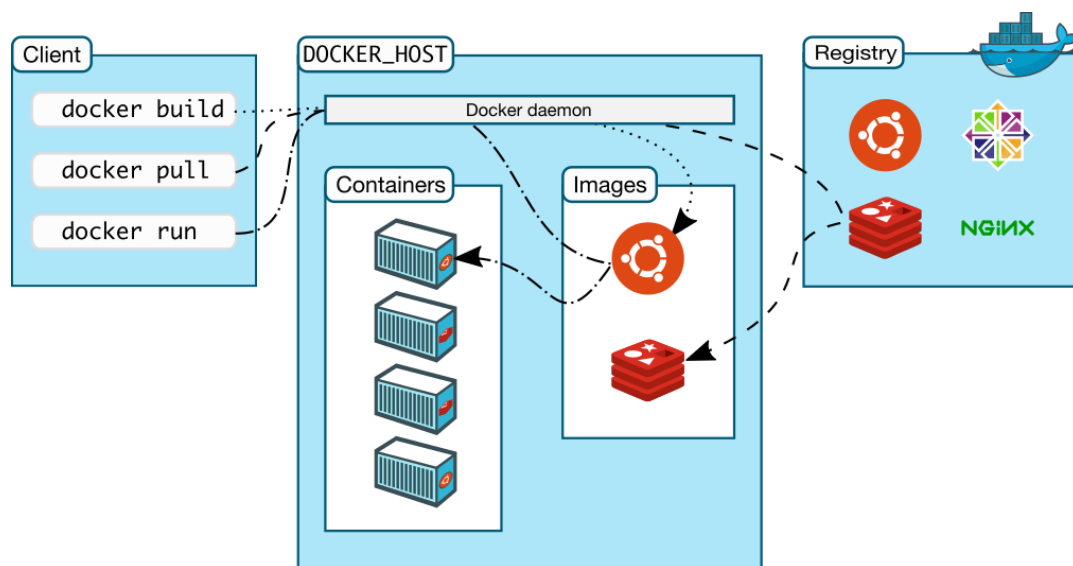 Client
docker build
docker pull
docker run
DOCKER_HOST
Docker daemon
Containers
Images
Registry
NGINX